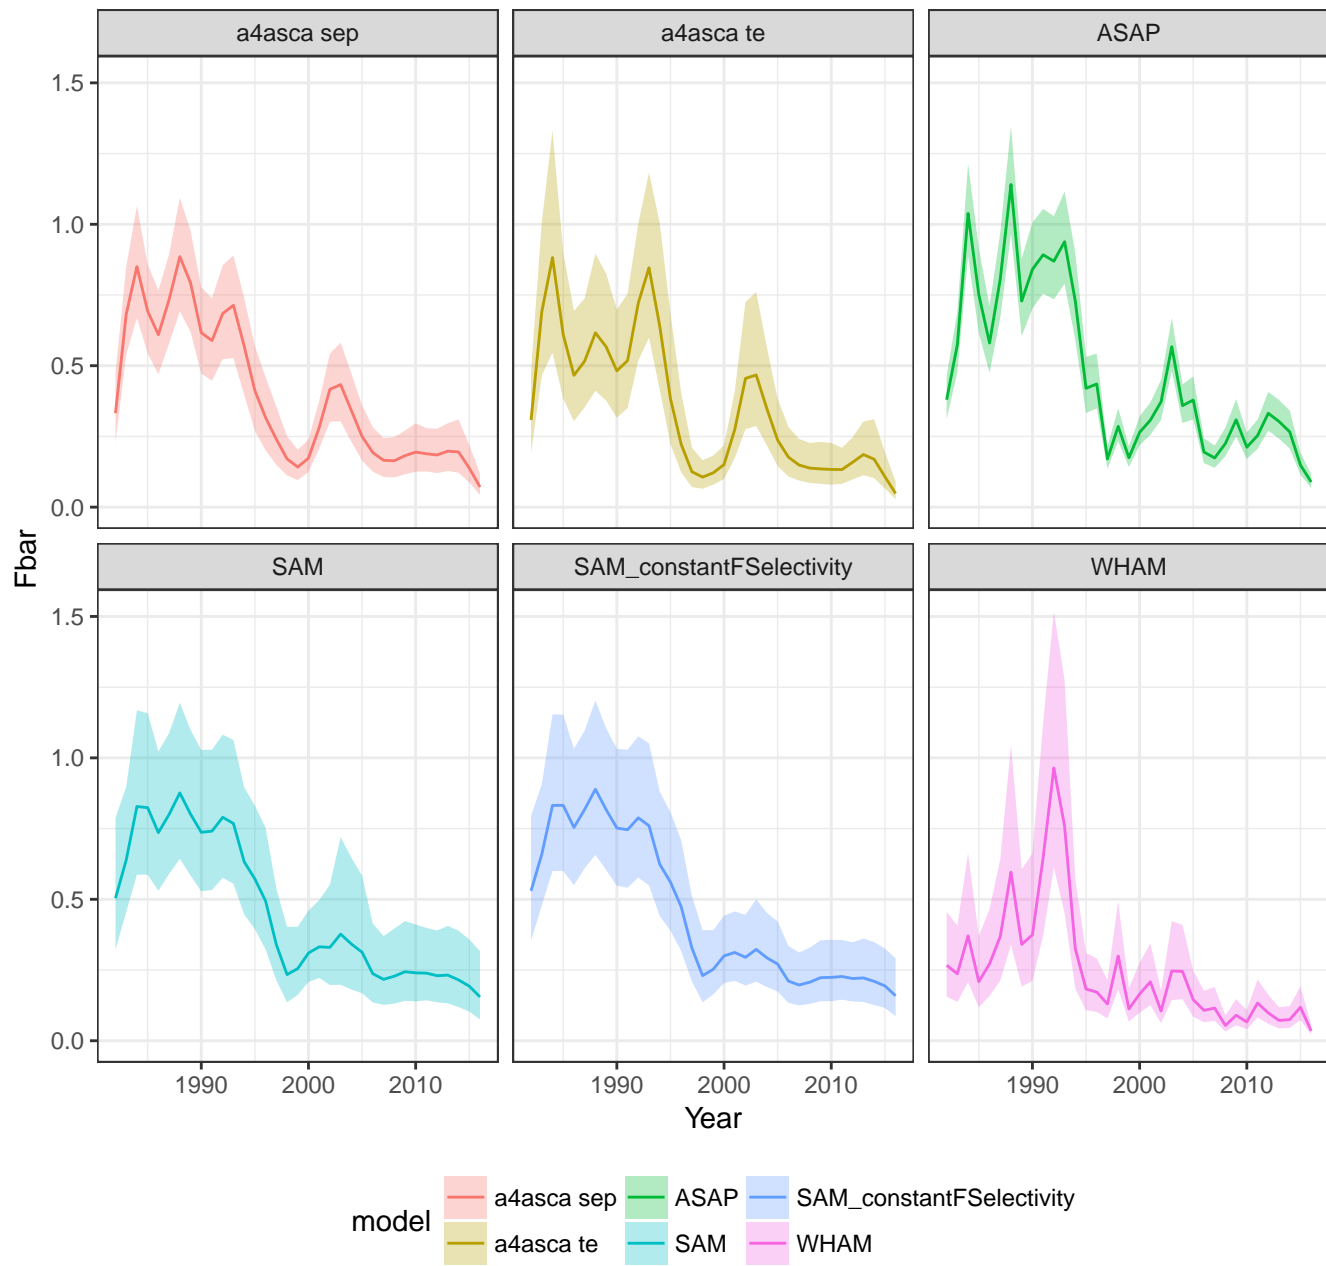 a4asca sep
a4asca te
ASAP
1.5
1.0
0.5
0.0
Fbar
SAM
SAM_constantFSelectivity
WHAM
1.5
1.0
0.5
0.0
1990 2000 2010
1990 2000 2010
1990 2000 2010
Year
model
a4asca sep
ASAP
SAM_constantFSelectivity
a4asca te
SAM
WHAM